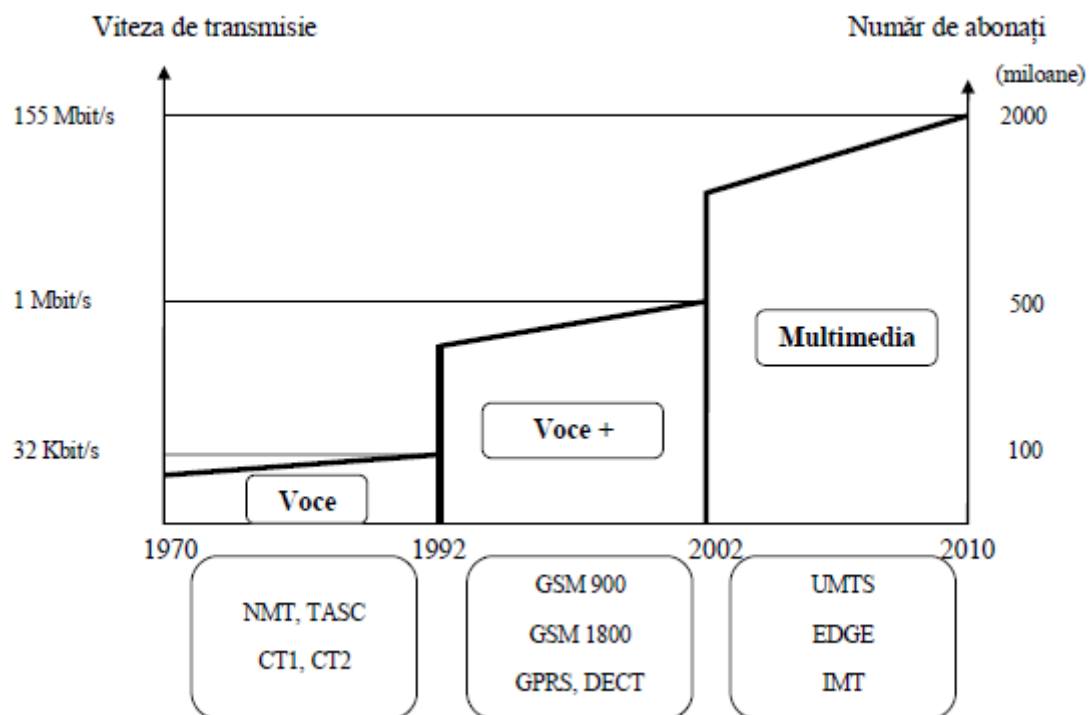 Viteza de transmisie
Număr de abonați
(miloane)
155 Mbit/s
2000
1 Mbit/s
500
Multimedia
Voce +
32 Kbit/s
100
Voce
1970
1992
2002
2010
NMT, TASC
CT1, CT2
GSM 900
GSM 1800
GPRS, DECT
UMTS
EDGE
IMT